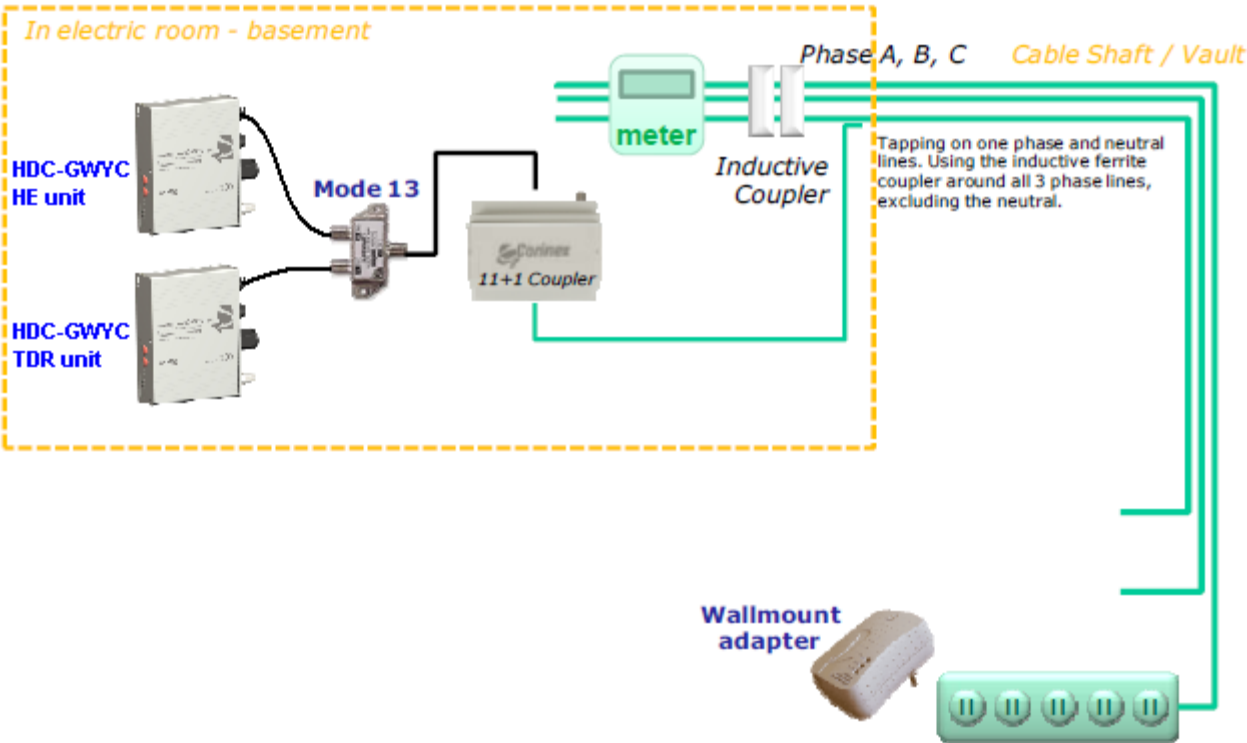 In electric room - basement
Phase A, B, C
Cable Shaft / Vault
meter
HDC-GWYC
HE unit
Mode 13
Inductive
Coupler
Tapping on one phase and neutral
lines. Using the inductive ferrite
coupler around all 3 phase lines,
excluding the neutral.
Corinex
11+1 Coupler
HDC-GWYC
TDR unit
Wallmount
adapter